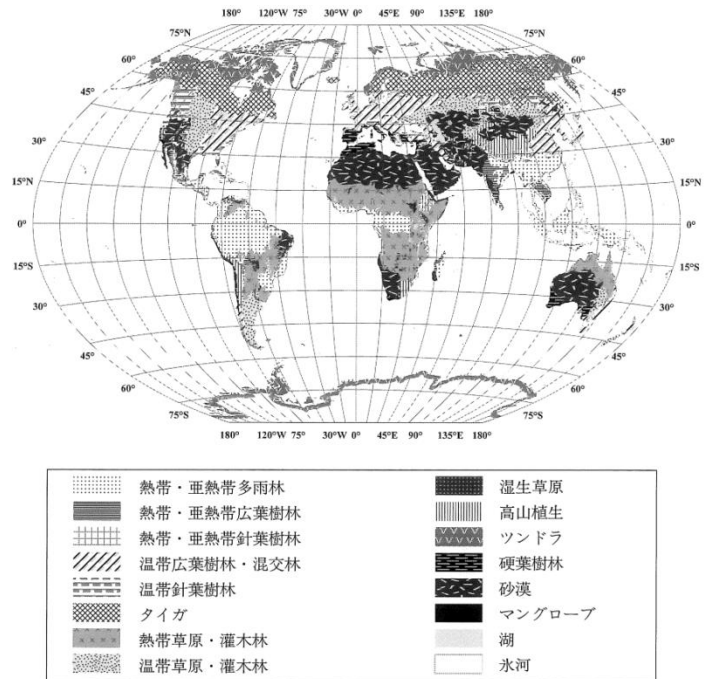 180° 120°W 75° 30°W 0° 45°E 90° 135°E 180°
75°N 75°N
60° 60°
45° 45°
30° 30°
15°N 15°N
0° 0°
15°S 15°S
30° 30°
45° 45°
60° 60°
75°S 75°S
180° 120°W 75° 30°W 0° 45°E 90° 135°E 180°
熱帯・亜熱帯多雨林 湿生草原
熱帯・亜熱帯広葉樹林 高山植生
熱帯・亜熱帯針葉樹林 ツンドラ
温帯広葉樹林・混交林 硬葉樹林
温帯針葉樹林 砂漠
タイガ マングローブ
熱帯草原・灌木林 湖
温帯草原・灌木林 氷河